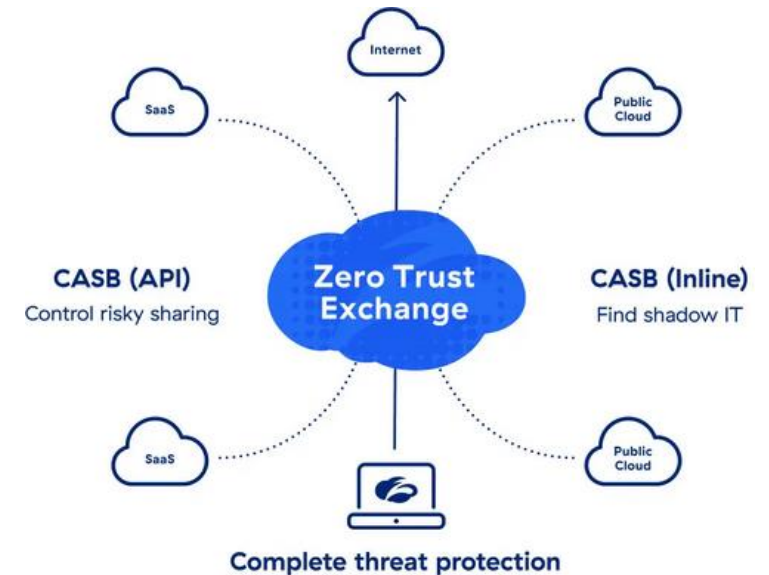 Internet
SaaS
Public
Cloud
CASB (API)
Control risky sharing
Zero Trust
Exchange
CASB (Inline)
Find shadow IT
SaaS
Public
Cloud
Complete threat protection